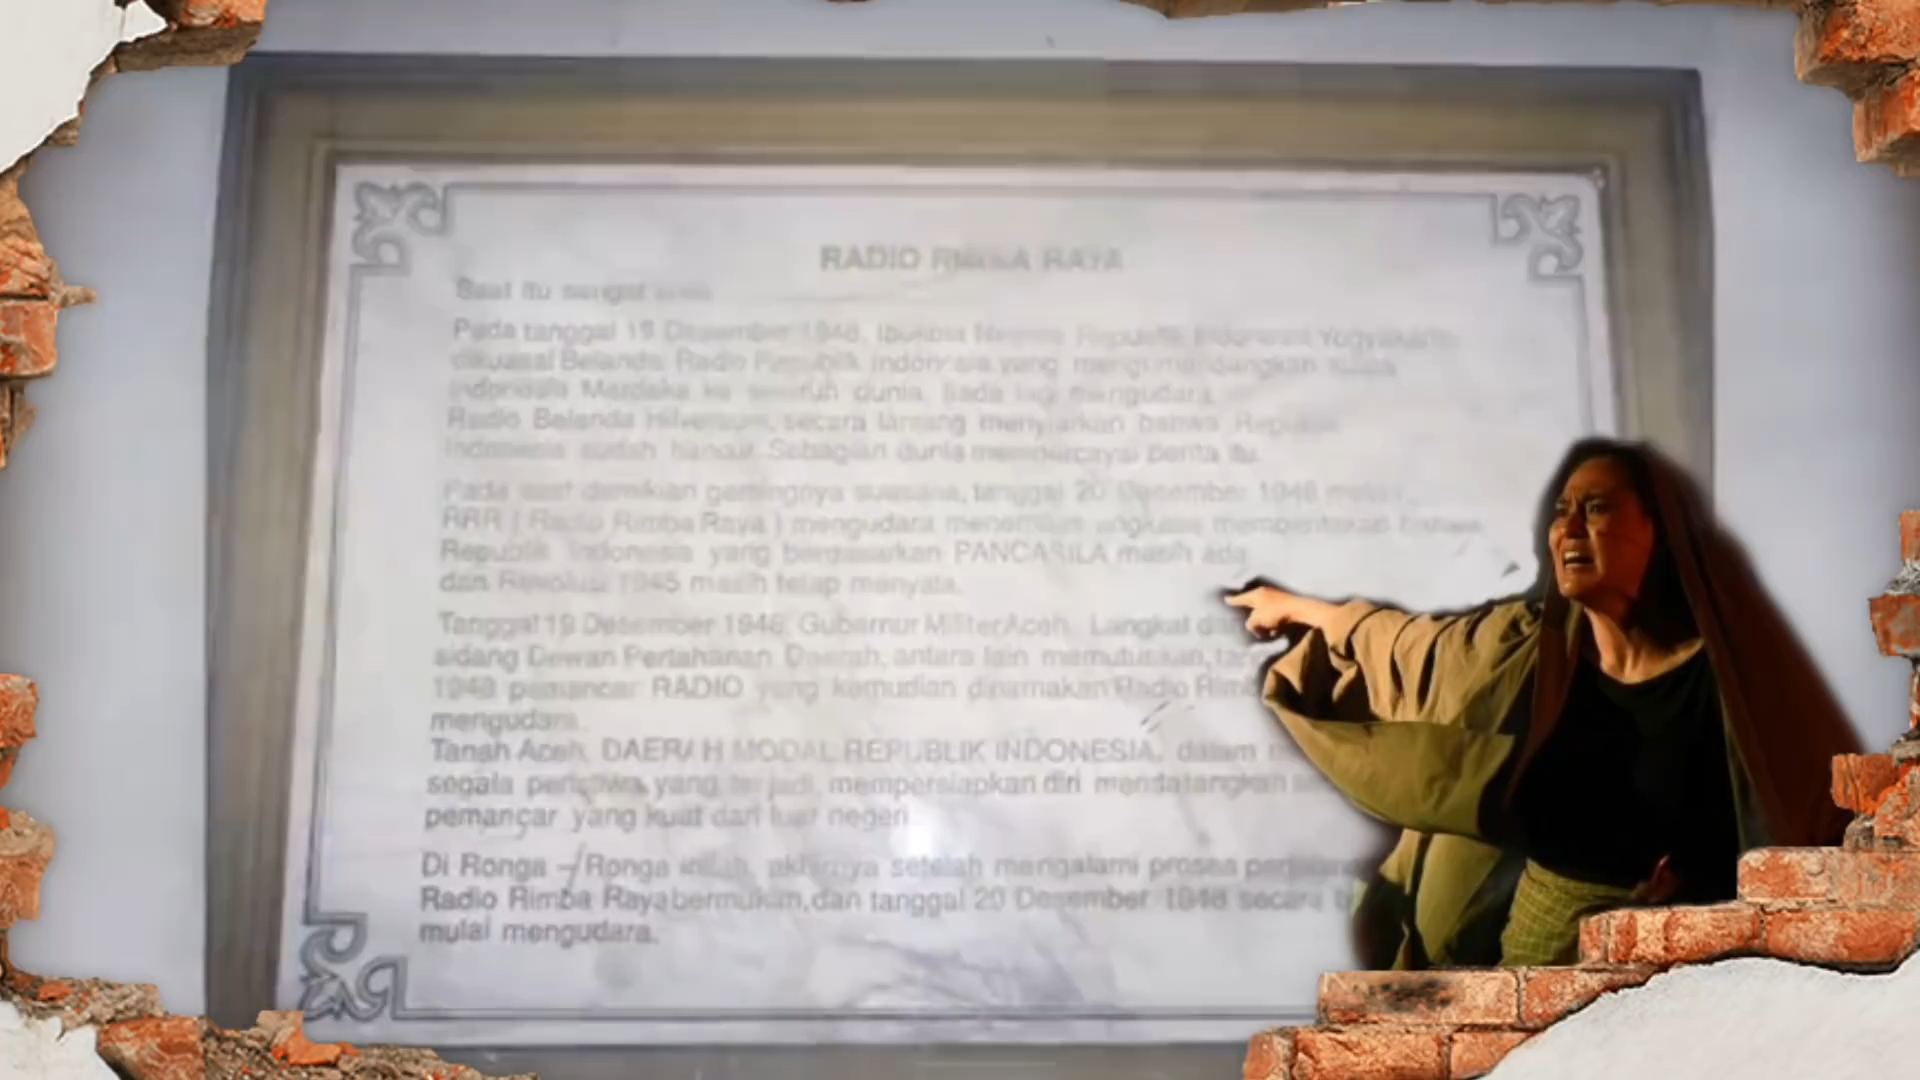 RADIO RIMBA RAYA
Saat itu sangat
Pada tanggal 19 Desember 1948, Ibukota Negara Republik Indonesia Yogyakarta
dikuasai Belanda. Radio Republik Indonesia yang mengumandangkan suara
Indonesia Merdeka ke seluruh dunia, tiada lagi mengudara.
Radio Belanda Hilversum, secara lantang menyiarkan bahwa Republik
Indonesia sudah hancur. Sebagian dunia mempercayai berita itu.
Pada saat demikian gentingnya suasana, tanggal 20 Desember 1948 malam,
RRR ( Radio Rimba Raya ) mengudara menembus angkasa memberitakan bahwa
Republik Indonesia yang berdasarkan PANCASILA masih ada
dan Revolusi 1945 masih tetap menyala.
Tanggal 19 Desember 1948, Gubernur Militer Aceh, Langkat dan
sidang Dewan Pertahanan Daerah, antara lain memutuskan,
1948 pemancar RADIO yang kemudian dinamakan Radio Rimba
mengudara.
Tanah Aceh, DAERAH MODAL REPUBLIK INDONESIA, dalam
segala peristiwa yang terjadi, mempersiapkan diri mendatangkan
pemancar yang kuat dari luar negeri
Di Ronga - Ronga inilah, akhirnya setelah mengalami proses
Radio Rimba Raya bermukim, dan tanggal 20 Desember 1948 secara
mulai mengudara.